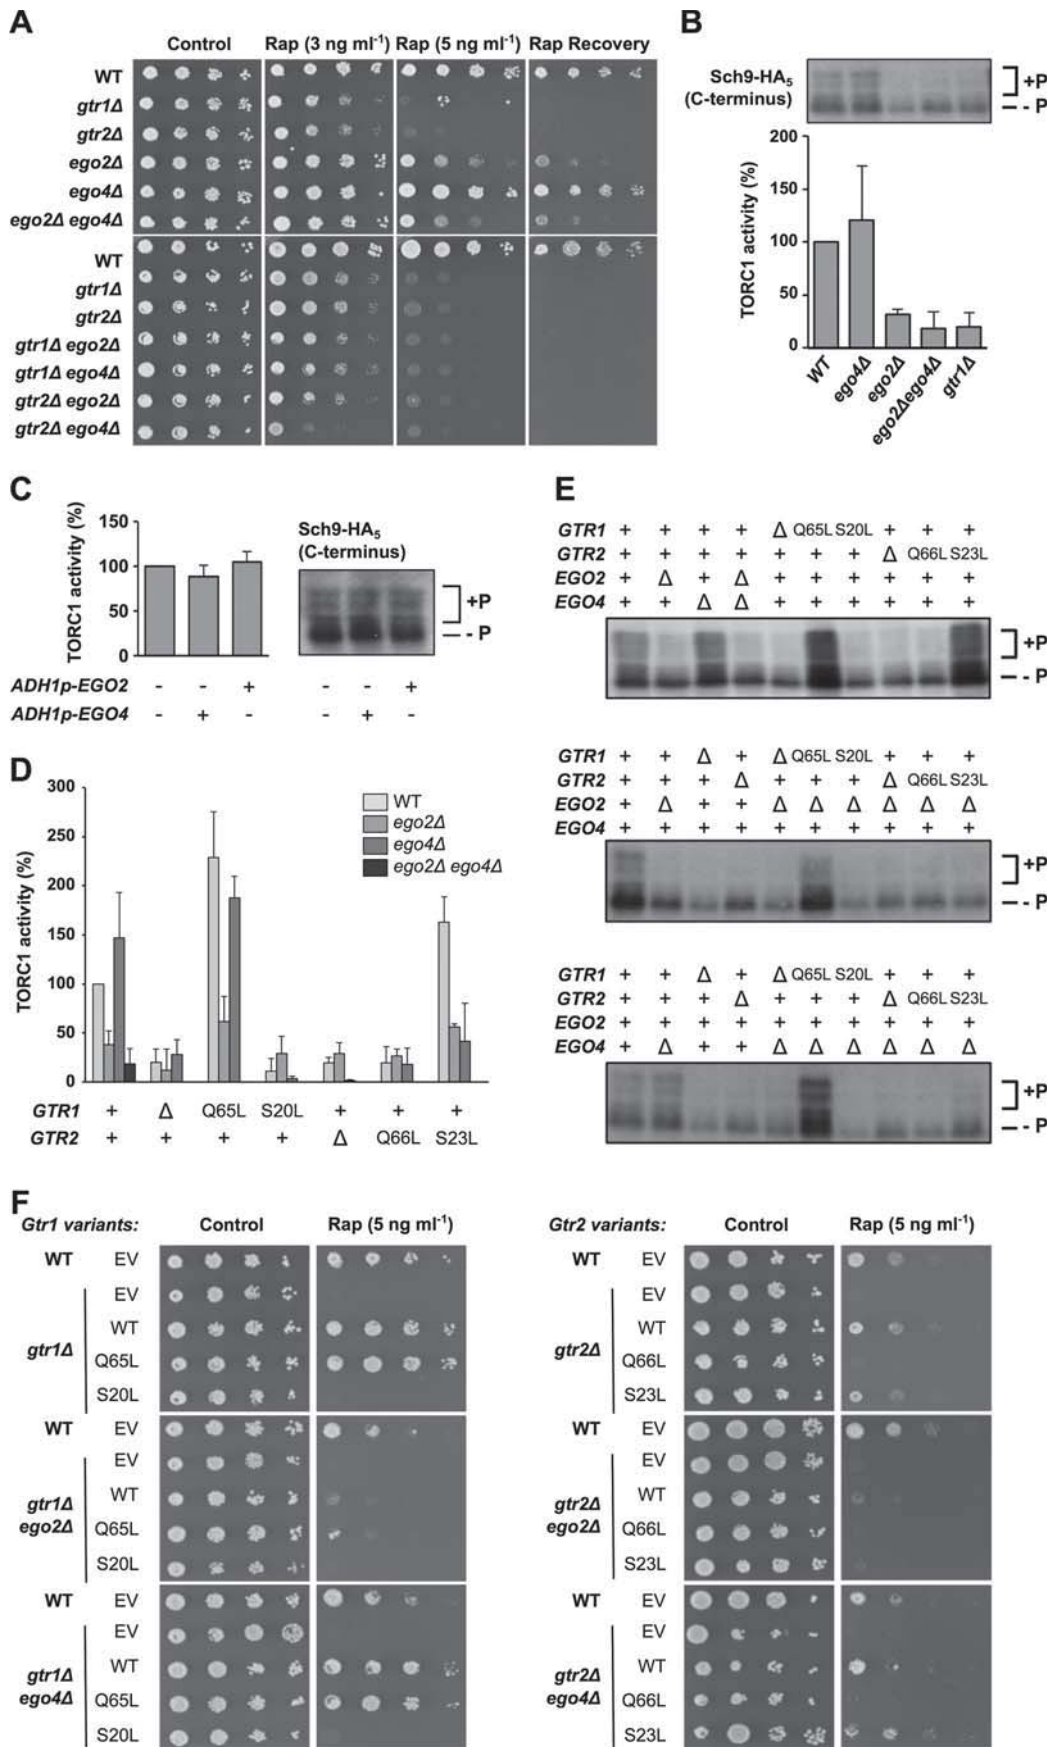 A
Control Rap (3 ng ml-1) Rap (5 ng ml-1) Rap Recovery
WT
gtr1Δ
gtr2Δ
ego2Δ
ego4Δ
ego2Δ ego4Δ
WT
gtr1Δ
gtr2Δ
gtr1Δ ego2Δ
gtr1Δ ego4Δ
gtr2Δ ego2Δ
gtr2Δ ego4Δ
B
Sch9-HA5
(C-terminus)
+P
- P
TORC1 activity (%)
200
150
100
50
0
WT ego4Δ ego2Δ ego2Δego4Δ gtr1Δ
C
TORC1 activity (%)
150
100
50
0
Sch9-HA5
(C-terminus)
+P
- P
ADH1p-EGO2 - - + - - +
ADH1p-EGO4 - + - - + -
D
TORC1 activity (%)
300
250
200
150
100
50
0
WT
ego2Δ
ego4Δ
ego2Δ ego4Δ
GTR1 + Δ Q65L S20L + + +
GTR2 + + + + Δ Q66L S23L
E
GTR1 + + + + Δ Q65L S20L + + +
GTR2 + + + + + + + Δ Q66L S23L
EGO2 + Δ + Δ + + + + + +
EGO4 + + Δ Δ + + + + + +
+P
- P
GTR1 + + Δ + Δ Q65L S20L + + +
GTR2 + + + Δ + + + Δ Q66L S23L
EGO2 + Δ + + Δ Δ Δ Δ Δ Δ
EGO4 + + + + + + + + + +
+P
- P
GTR1 + + Δ + Δ Q65L S20L + + +
GTR2 + + + Δ + + + Δ Q66L S23L
EGO2 + + + + + + + + + +
EGO4 + Δ + + Δ Δ Δ Δ Δ Δ
+P
- P
F
Gtr1 variants: Control Rap (5 ng ml-1)
WT EV
EV
WT
gtr1Δ
Q65L
S20L
WT EV
EV
gtr1Δ WT
ego2Δ Q65L
S20L
WT EV
EV
gtr1Δ WT
ego4Δ Q65L
S20L
Gtr2 variants: Control Rap (5 ng ml-1)
WT EV
EV
WT
gtr2Δ
Q66L
S23L
WT EV
EV
gtr2Δ WT
ego2Δ Q66L
S23L
WT EV
EV
gtr2Δ WT
ego4Δ Q66L
S23L